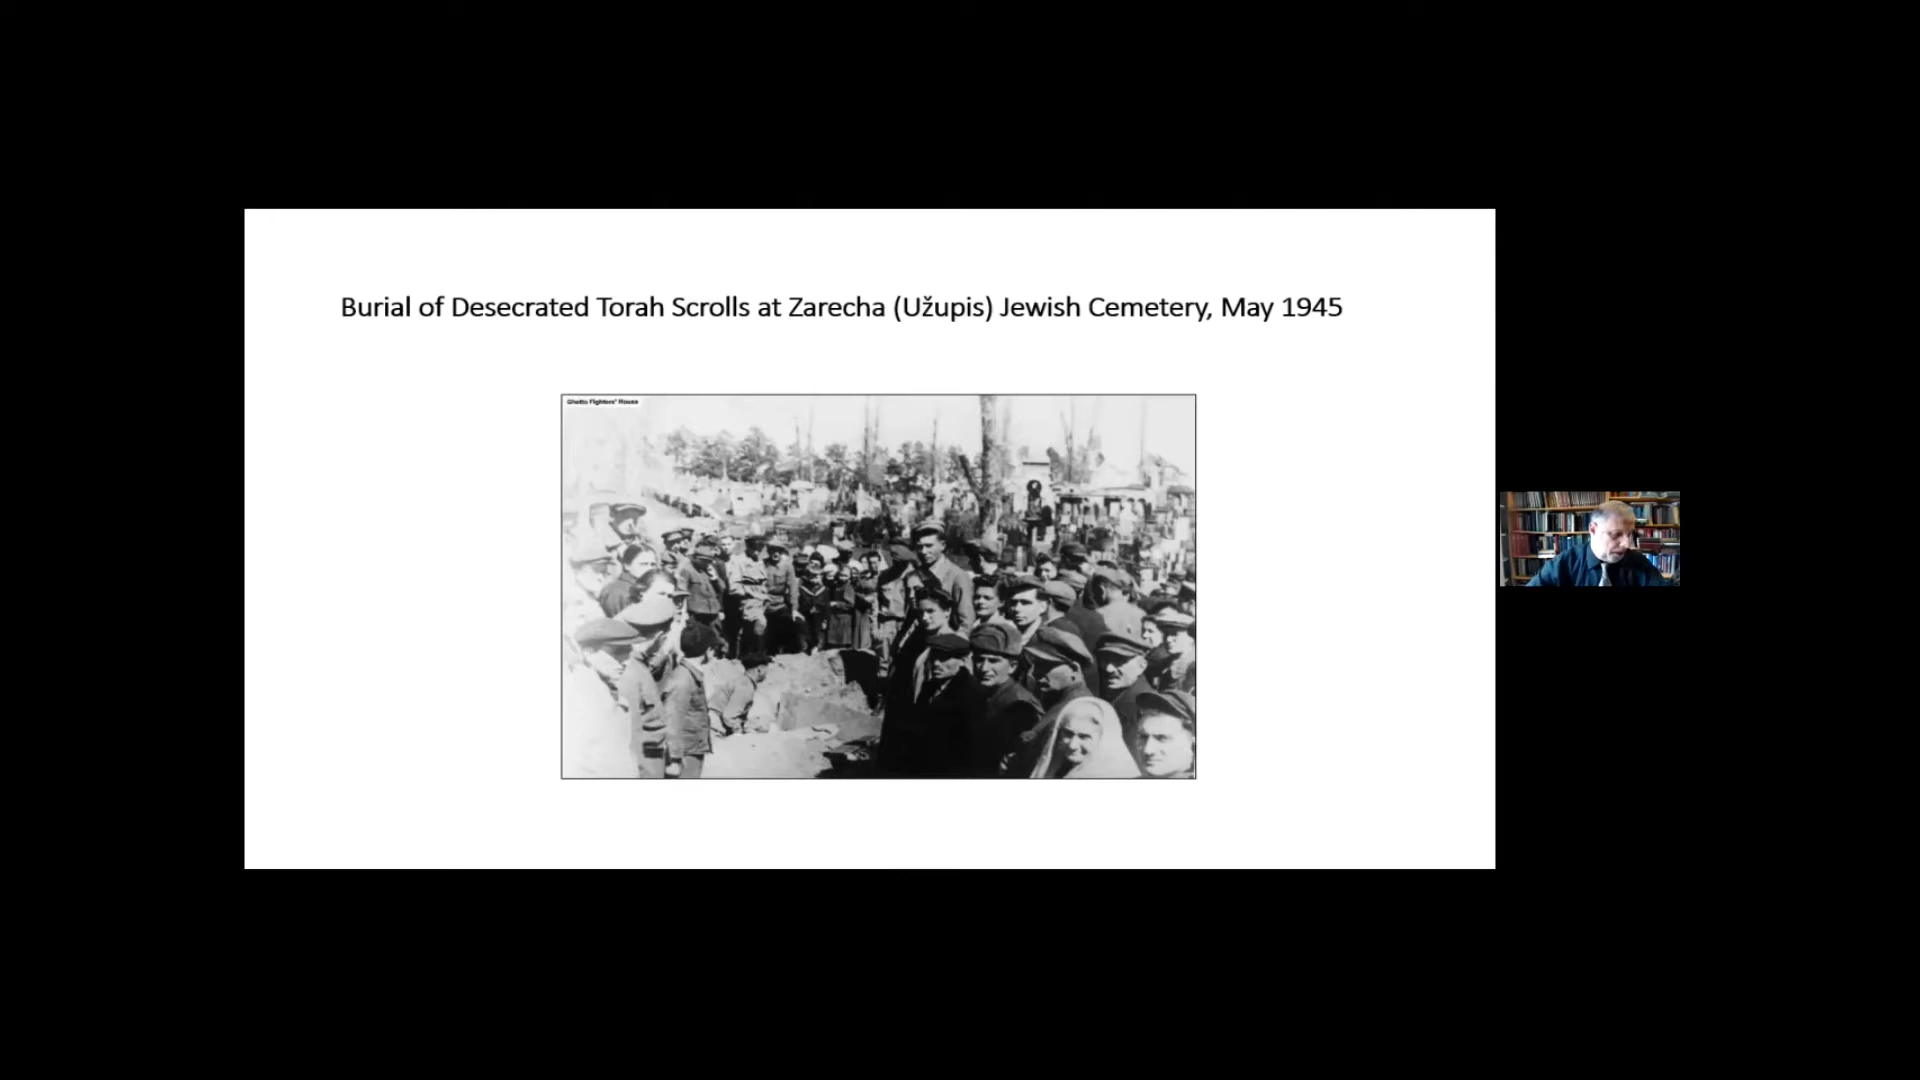 Burial of Desecrated Torah Scrolls at Zarecha (Užupis) Jewish Cemetery, May 1945
Ghetto Fighters' House